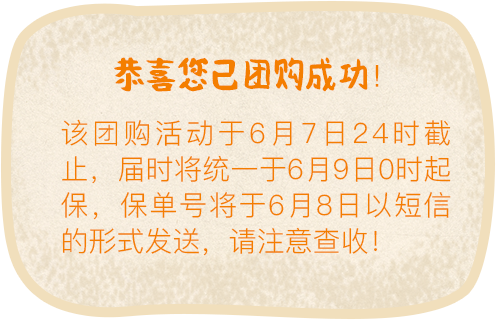 恭喜您已团购成功!
该团购活动于6月7日24时截
止，届时将统一于6月9日0时起
保，保单号将于6月8日以短信
的形式发送，请注意查收!